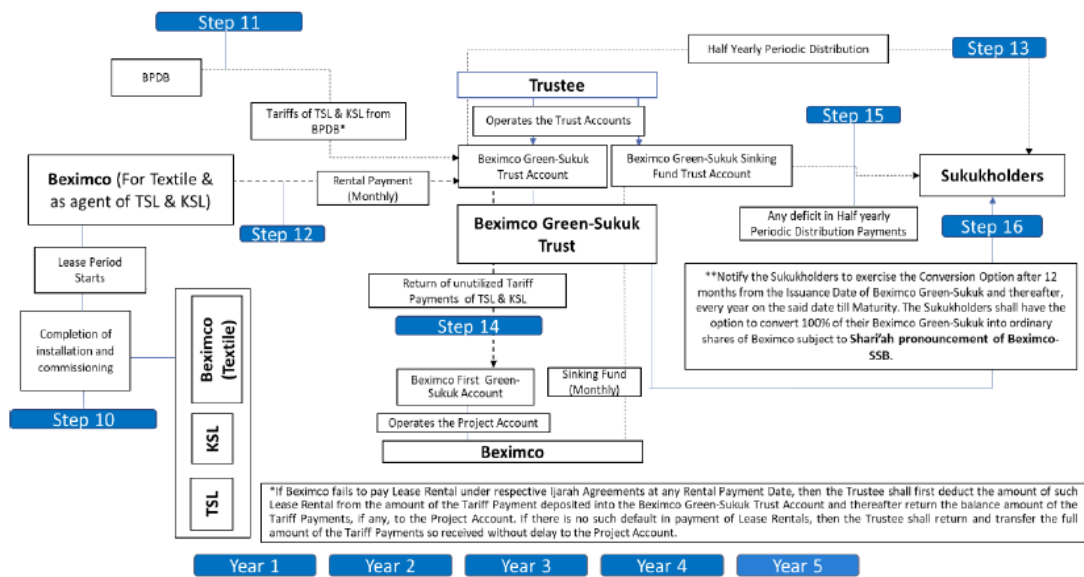 Step 11
Half Yearly Periodic Distribution
Step 13
BPDB
Trustee
Tariffs of TSL & KSL from
BPDB*
Operates the Trust Accounts
Step 15
Beximco (For Textile &
as agent of TSL & KSL)
Rental Payment
(Monthly)
Beximco Green-Sukuk
Trust Account
Beximco Green-Sukuk Sinking
Fund Trust Account
Sukukholders
Step 12
Beximco Green-Sukuk
Trust
Any deficit in Half yearly
Periodic Distribution Payments
Step 16
Lease Period
Starts
Return of unutilized Tariff
Payments of TSL & KSL
**Notify the Sukukholders to exercise the Conversion Option after 12
months from the Issuance Date of Beximco Green-Sukuk and thereafter,
every year on the said date till Maturity. The Sukukholders shall have the
option to convert 100% of their Beximco Green-Sukuk into ordinary
shares of Beximco subject to Shari'ah pronouncement of Beximco-
SSB.
Step 14
Completion of
installation and
commissioning
Beximco
(Textile)
Beximco First Green-
Sukuk Account
Sinking Fund
(Monthly)
Step 10
KSL
Operates the Project Account
Beximco
TSL
*If Beximco fails to pay Lease Rental under respective Ijarah Agreements at any Rental Payment Date, then the Trustee shall first deduct the amount of such
Lease Rental from the amount of the Tariff Payment deposited into the Beximco Green-Sukuk Trust Account and thereafter return the balance amount of the
Tariff Payments, if any, to the Project Account. If there is no such default in payment of Lease Rentals, then the Trustee shall return and transfer the full
amount of the Tariff Payments so received without delay to the Project Account.
Year 1
Year 2
Year 3
Year 4
Year 5